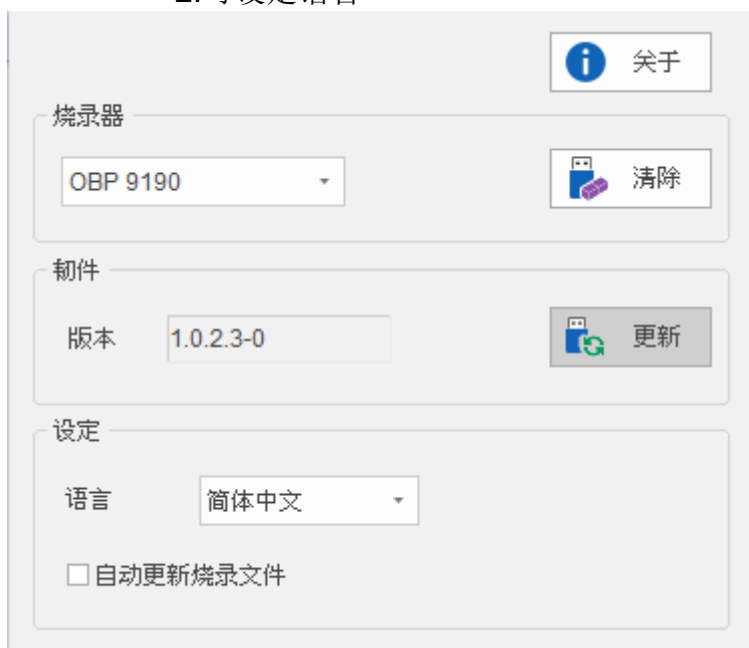 关于
烧录器
OBP 9190
清除
韧件
版本
1.0.2.3-0
更新
设定
语言
简体中文
自动更新烧录文件